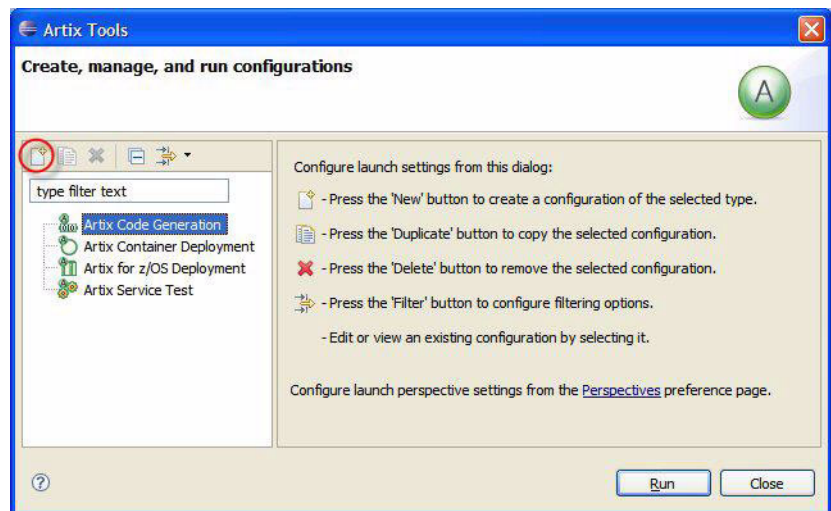 Artix Tools
Create, manage, and run configurations
A
type filter text
Artix Code Generation
Artix Container Deployment
Artix for z/OS Deployment
Artix Service Test
Configure launch settings from this dialog:
- Press the 'New' button to create a configuration of the selected type.
- Press the 'Duplicate' button to copy the selected configuration.
- Press the 'Delete' button to remove the selected configuration.
- Press the 'Filter' button to configure filtering options.
- Edit or view an existing configuration by selecting it.
Configure launch perspective settings from the Perspectives preference page.
?
Run
Close